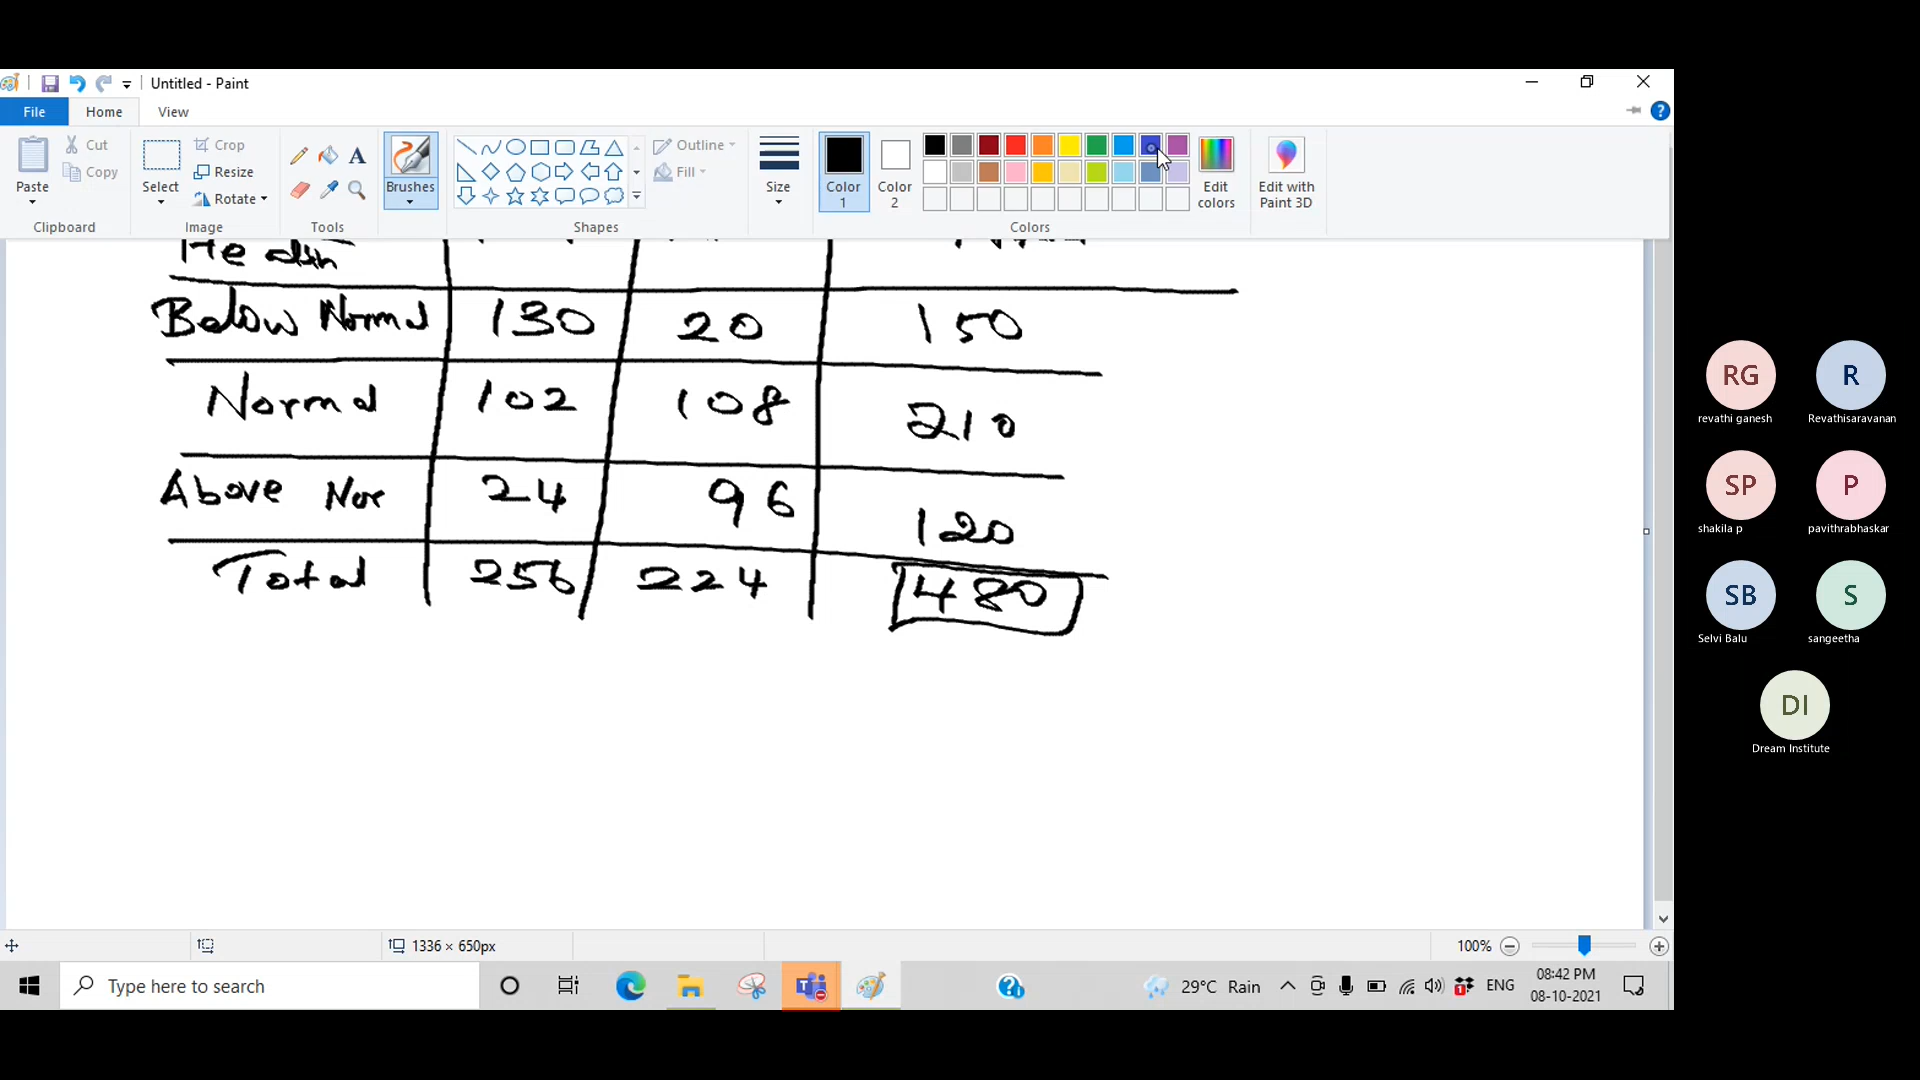 Untitled - Paint
File Home View
Paste
Cut
Copy
Clipboard
Select
Crop
Resize
Rotate
Image
Tools
Brushes
Shapes
Outline
Fill
Size
Color 1
Color 2
Colors
Edit colors
Edit with Paint 3D
Below Normal 130 20 150
Normal 102 108 210
Above Nor 24 96 120
Total 256 224 480
RG
revathi ganesh
R
Revathisaravanan
SP
shakila p
P
pavithrabhaskar
SB
Selvi Balu
S
sangeetha
DI
Dream Institute
1336 × 650px
100%
Type here to search
29°C Rain
ENG
08:42 PM
08-10-2021